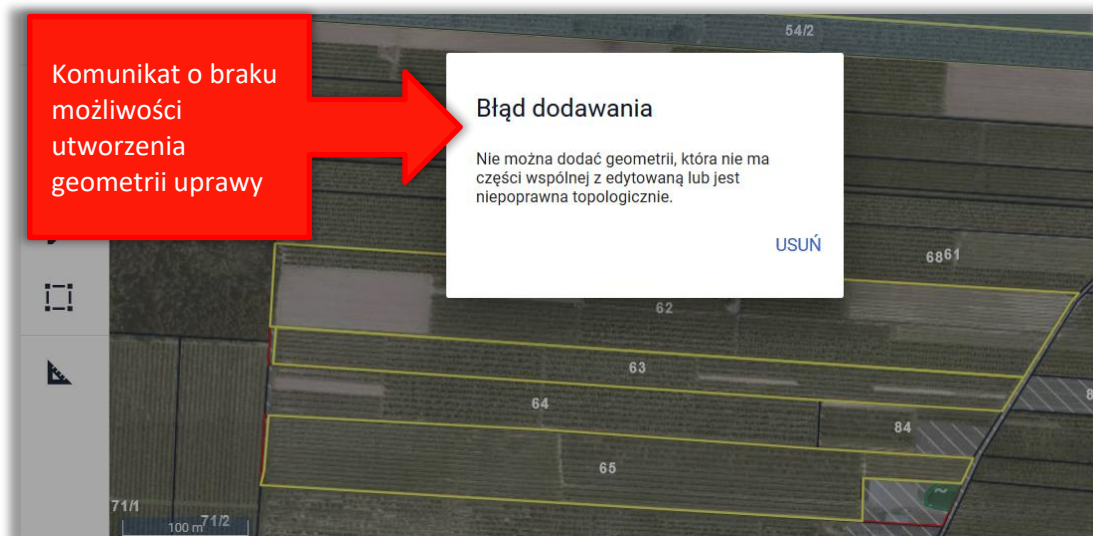 54/2
Komunikat o braku
możliwości
utworzenia
geometrii uprawy
Błąd dodawania
Nie można dodać geometrii, która nie ma
części wspólnej z edytowaną lub jest
niepoprawna topologicznie.
USUŃ
6861
62
63
8
64
84
65
71/1
71/2
100 m